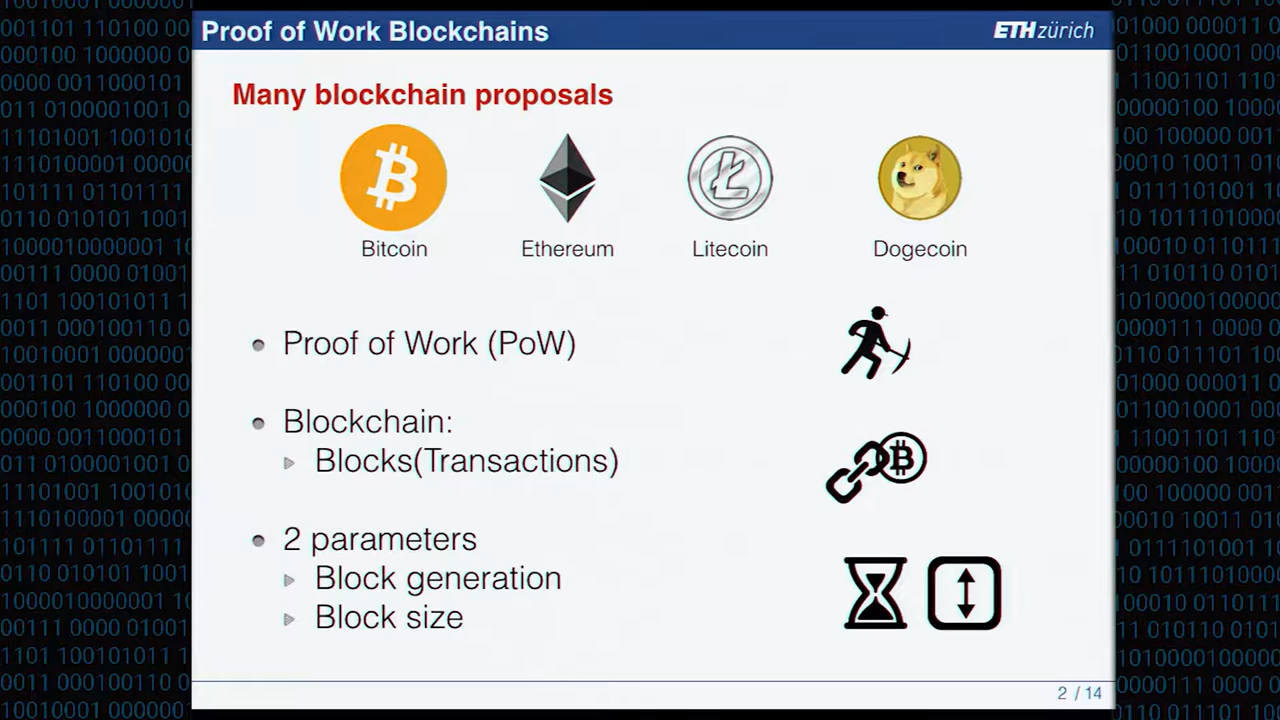 Proof of Work Blockchains
ETH zürich
Many blockchain proposals
Bitcoin
Ethereum
Litecoin
Dogecoin
Proof of Work (PoW)
Blockchain:
Blocks(Transactions)
2 parameters
Block generation
Block size
2 / 14